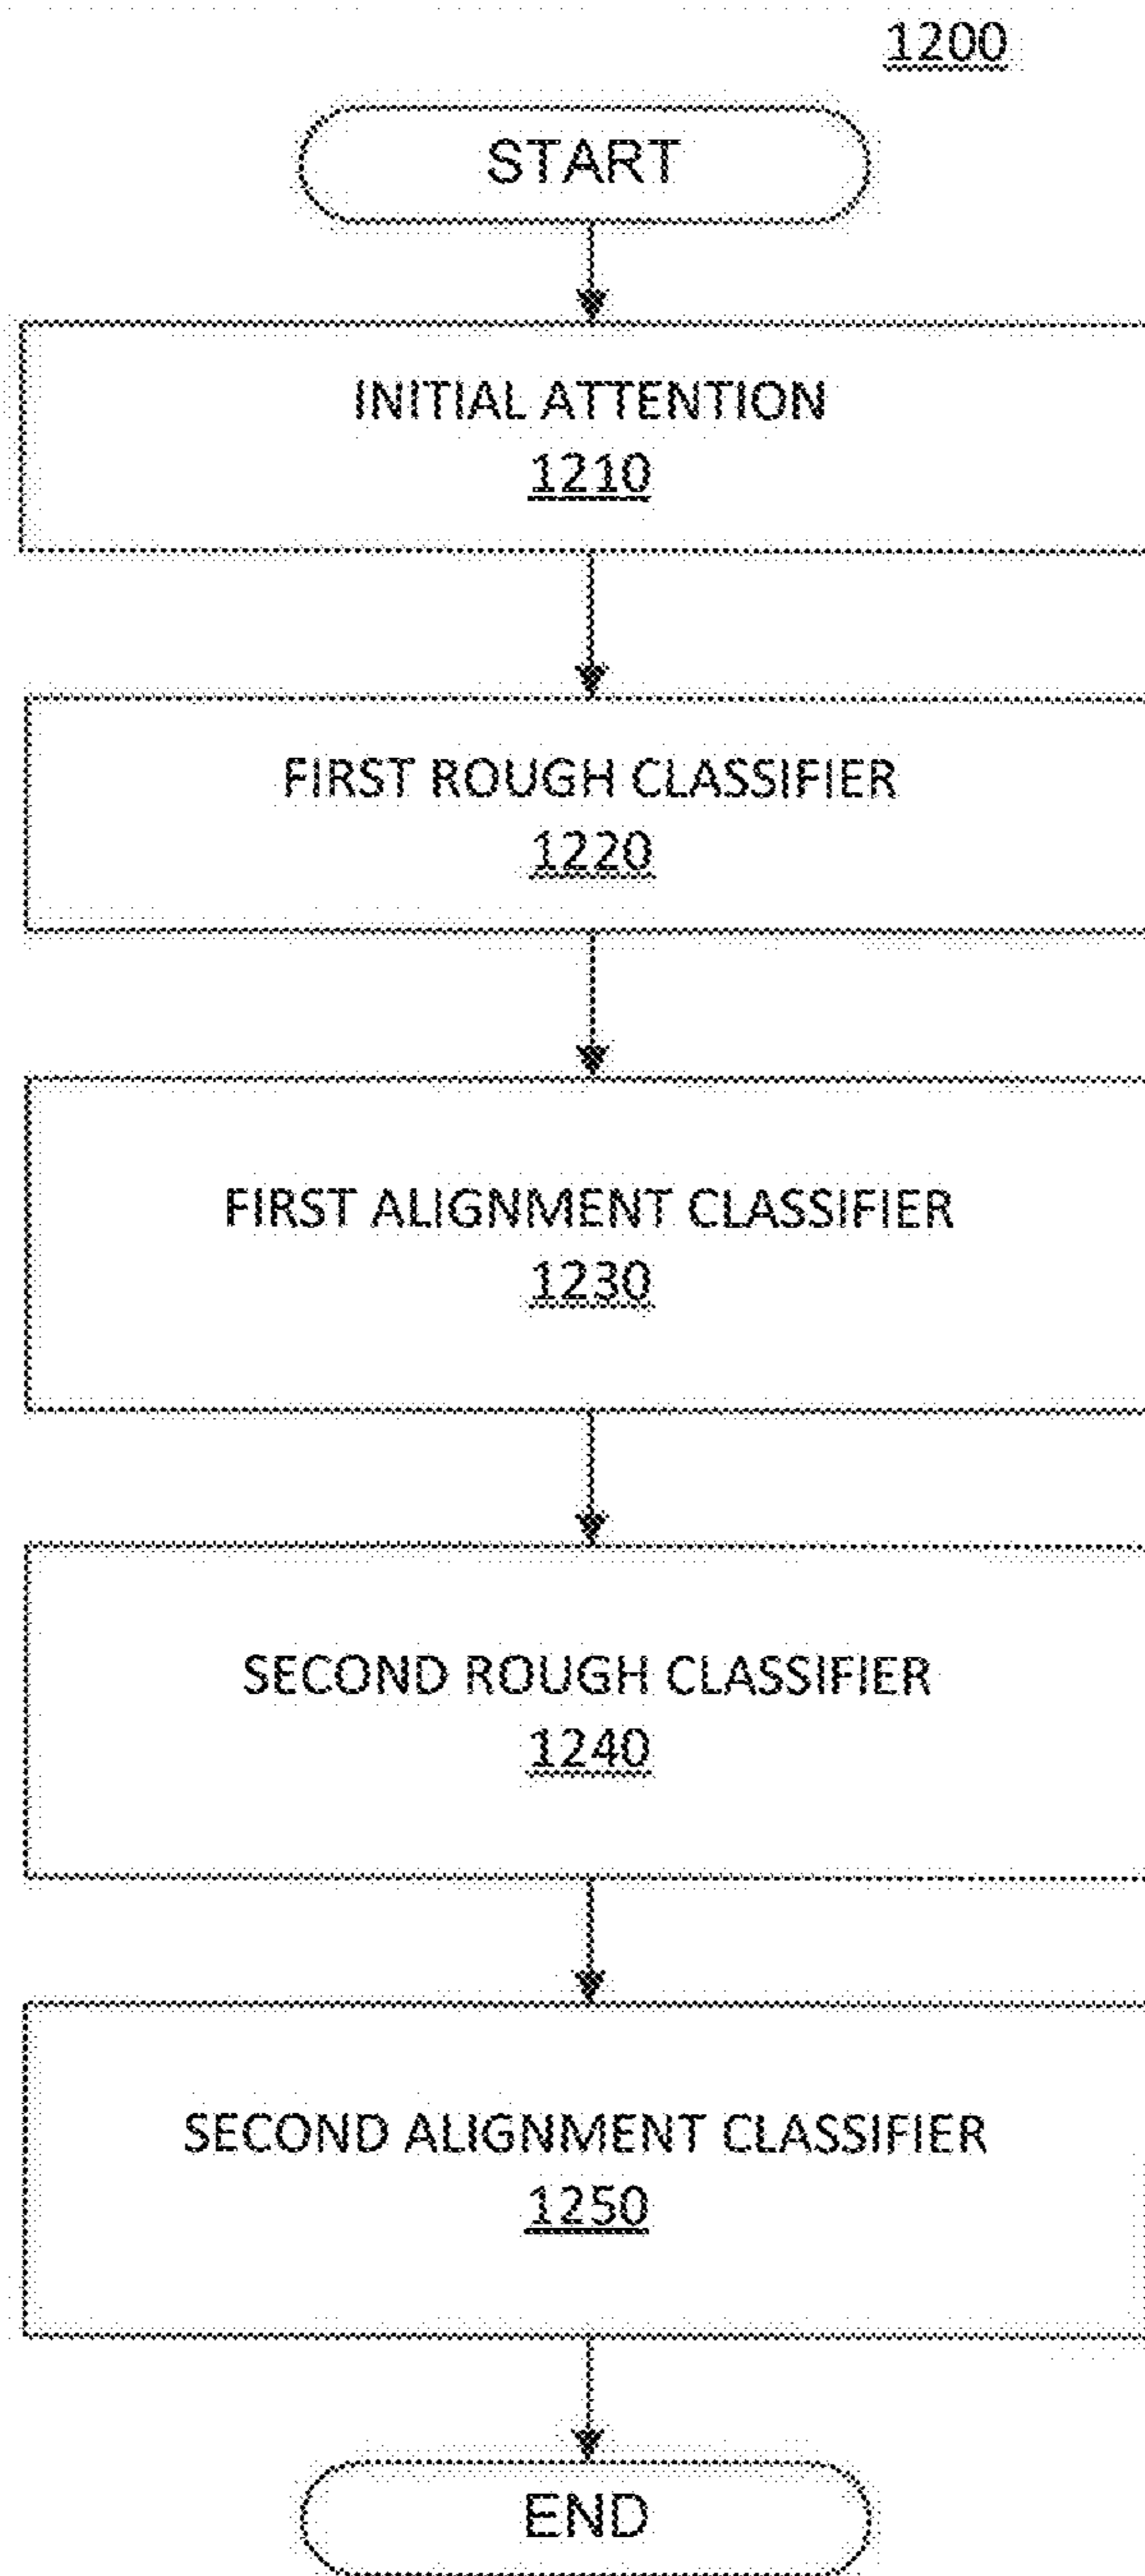 1200
START
INITIAL ATTENTION
1210
FIRST ROUGH CLASSIFIER
1220
FIRST ALIGNMENT CLASSIFIER
1230
SECOND ROUGH CLASSIFIER
1240
SECOND ALIGNMENT CLASSIFIER
1250
END